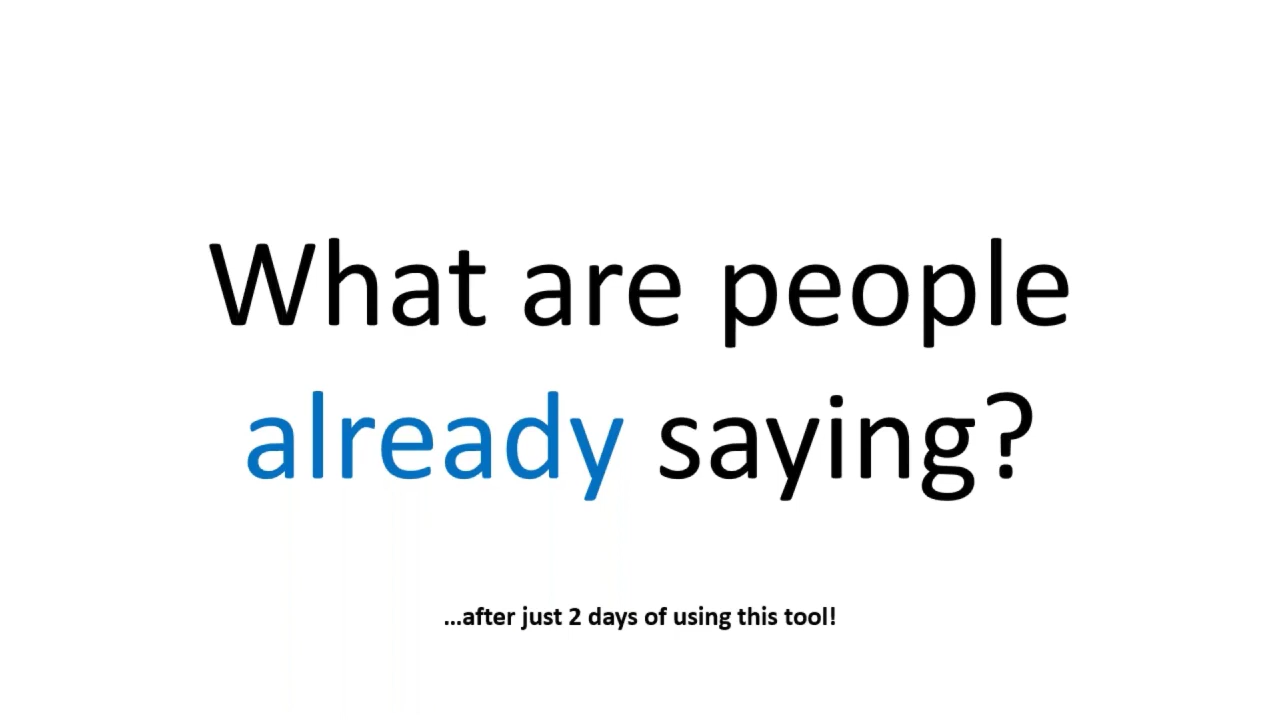 What are people
already saying?
...after just 2 days of using this tool!